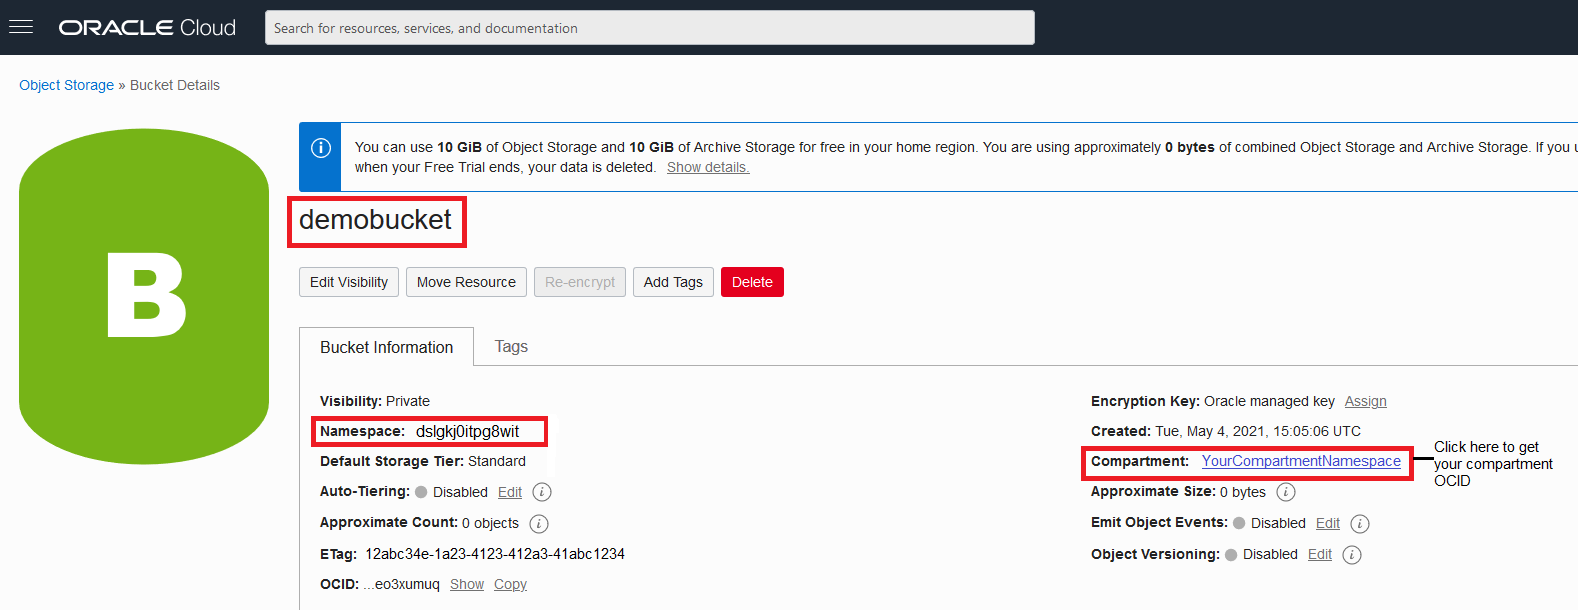 ORACLE Cloud
Search for resources, services, and documentation
Object Storage » Bucket Details
B
You can use 10 GiB of Object Storage and 10 GiB of Archive Storage for free in your home region. You are using approximately 0 bytes of combined Object Storage and Archive Storage. If you u
when your Free Trial ends, your data is deleted. Show details.
demobucket
Edit Visibility Move Resource Re-encrypt Add Tags Delete
Bucket Information Tags
Visibility: Private
Namespace: dslgkj0itpg8wit
Default Storage Tier: Standard
Auto-Tiering: Disabled Edit
Approximate Count: 0 objects
ETag: 12abc34e-1a23-4123-412a3-41abc1234
OCID: ...eo3xumuq Show Copy
Encryption Key: Oracle managed key Assign
Created: Tue, May 4, 2021, 15:05:06 UTC
Compartment: YourCompartmentNamespace
Click here to get
your compartment
OCID
Approximate Size: 0 bytes
Emit Object Events: Disabled Edit
Object Versioning: Disabled Edit